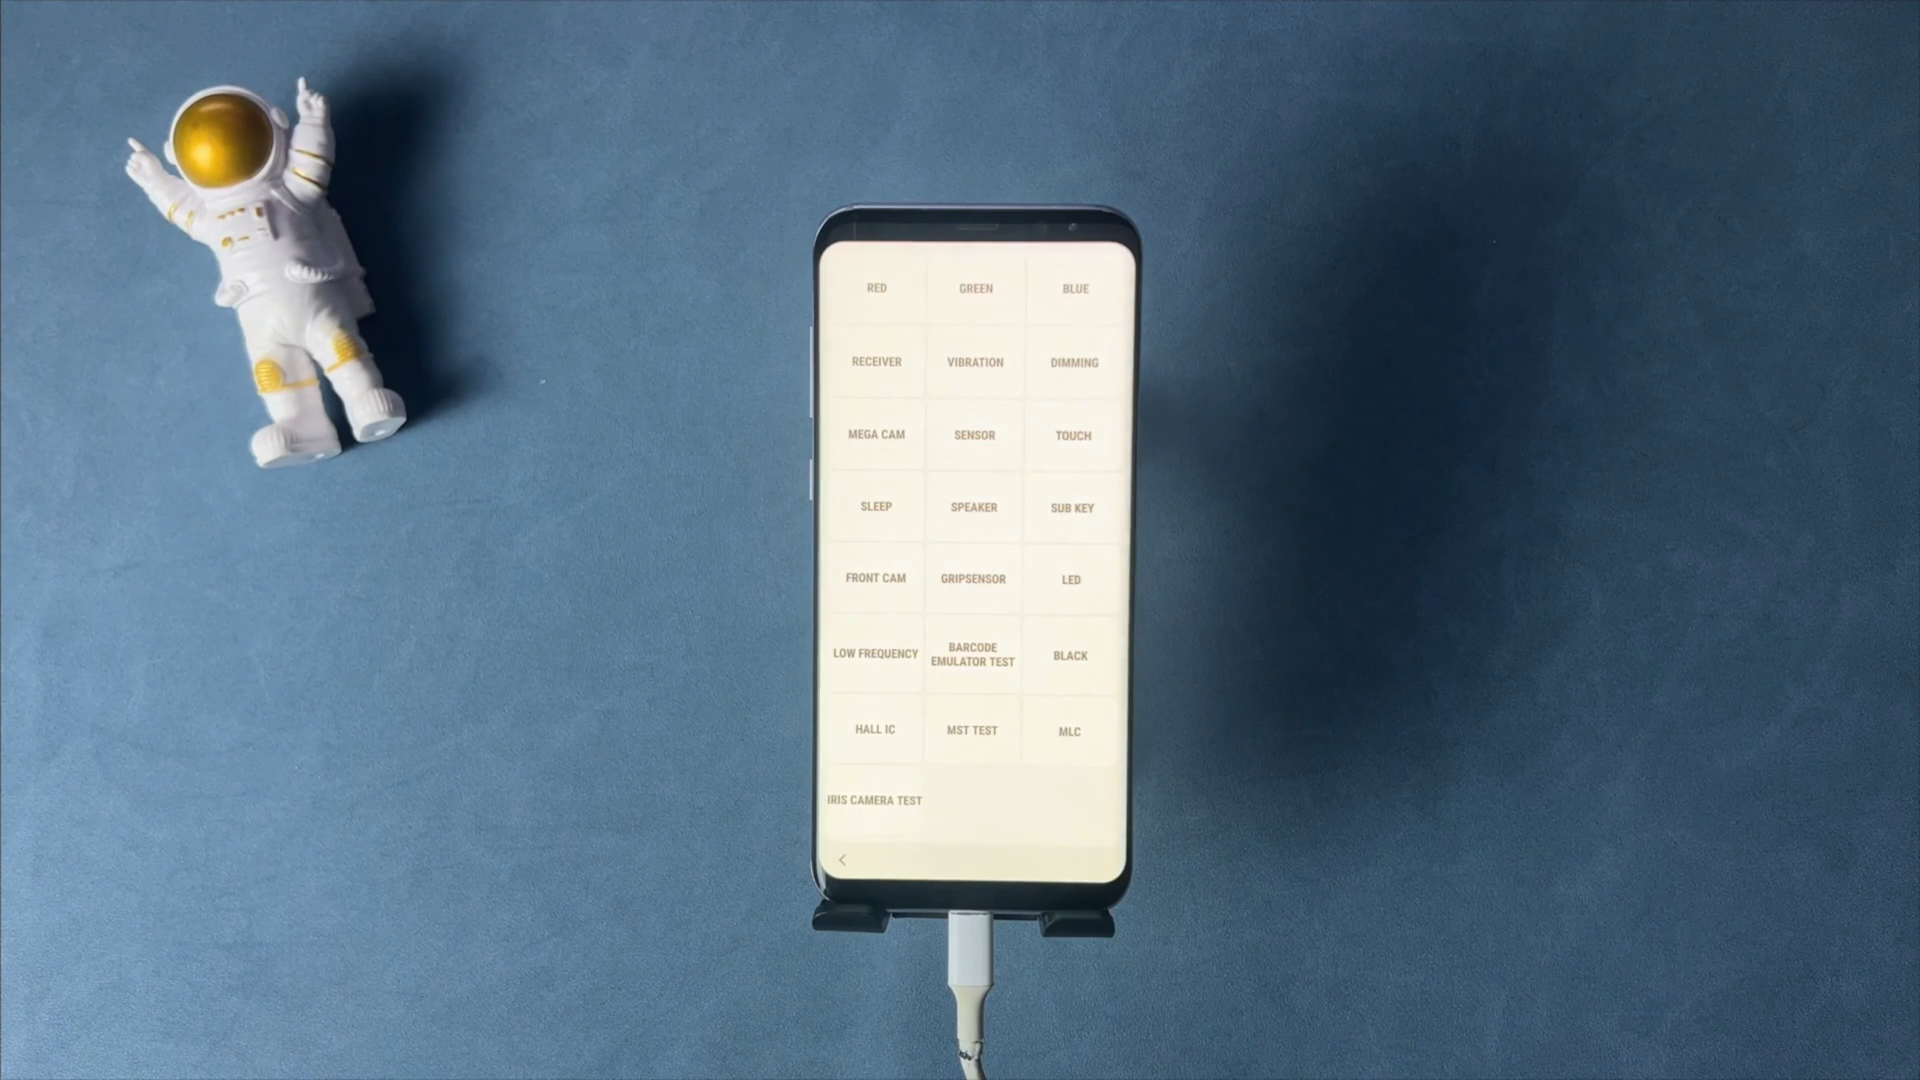 RED GREEN BLUE
RECEIVER VIBRATION DIMMING
MEGA CAM SENSOR TOUCH
SLEEP SPEAKER SUB KEY
FRONT CAM GRIPSENSOR LED
LOW FREQUENCY BARCODE
EMULATOR TEST BLACK
HALL IC MST TEST MLC
IRIS CAMERA TEST